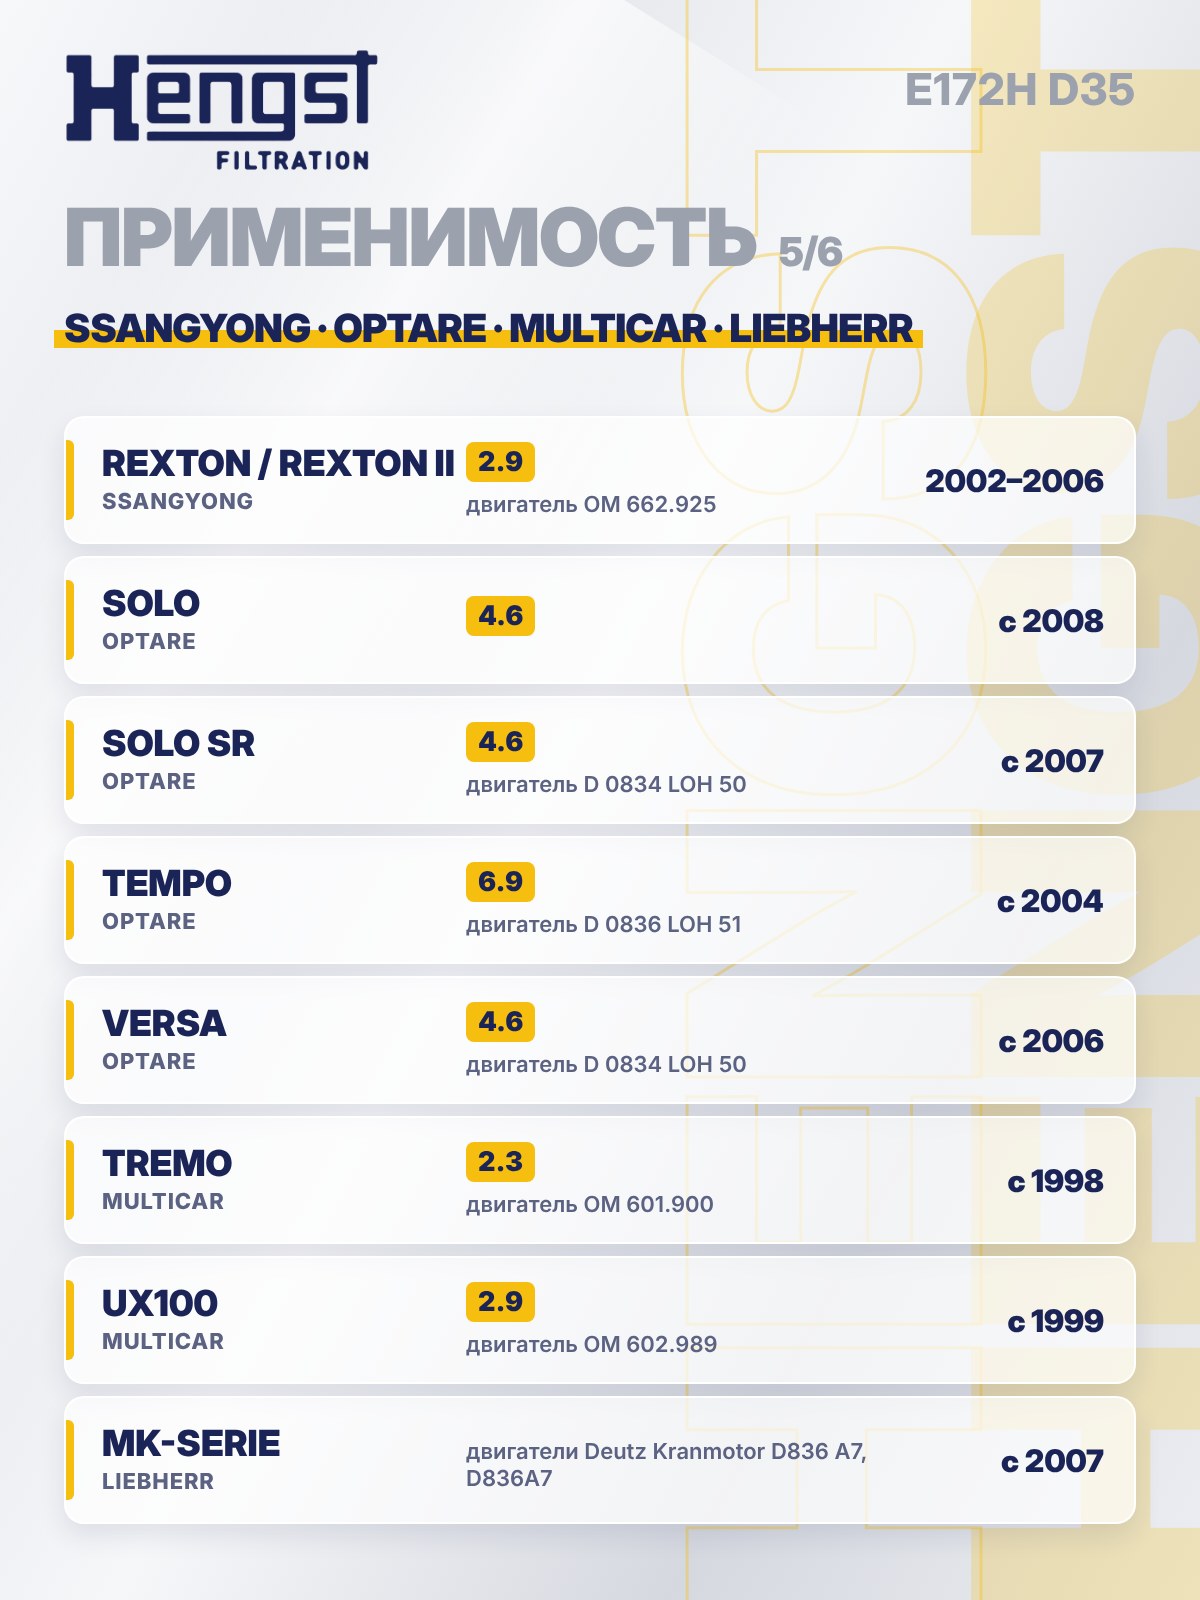 Hengst
FILTRATION
E172H D35
ПРИМЕНИМОСТЬ 5/6
SSANGYONG · OPTARE · MULTICAR · LIEBHERR
REXTON / REXTON II 2.9
SSANGYONG
двигатель OM 662.925
2002–2006
SOLO
OPTARE
4.6
с 2008
SOLO SR
OPTARE
4.6
двигатель D 0834 LOH 50
с 2007
TEMPO
OPTARE
6.9
двигатель D 0836 LOH 51
с 2004
VERSA
OPTARE
4.6
двигатель D 0834 LOH 50
с 2006
TREMO
MULTICAR
2.3
двигатель OM 601.900
с 1998
UX100
MULTICAR
2.9
двигатель OM 602.989
с 1999
MK-SERIE
LIEBHERR
двигатели Deutz Kranmotor D836 A7,
D836A7
с 2007
HENGST
HENGST